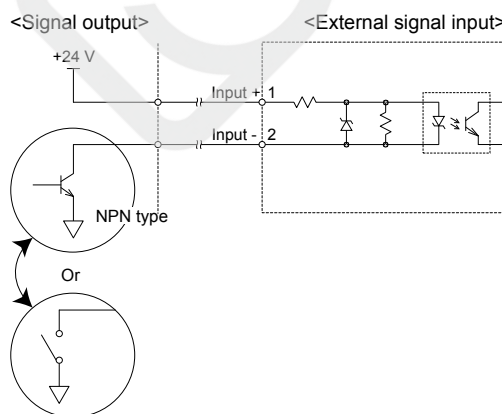 <Signal output>
<External signal input>
+24 V
Input + 1
Input - 2
NPN type
Or